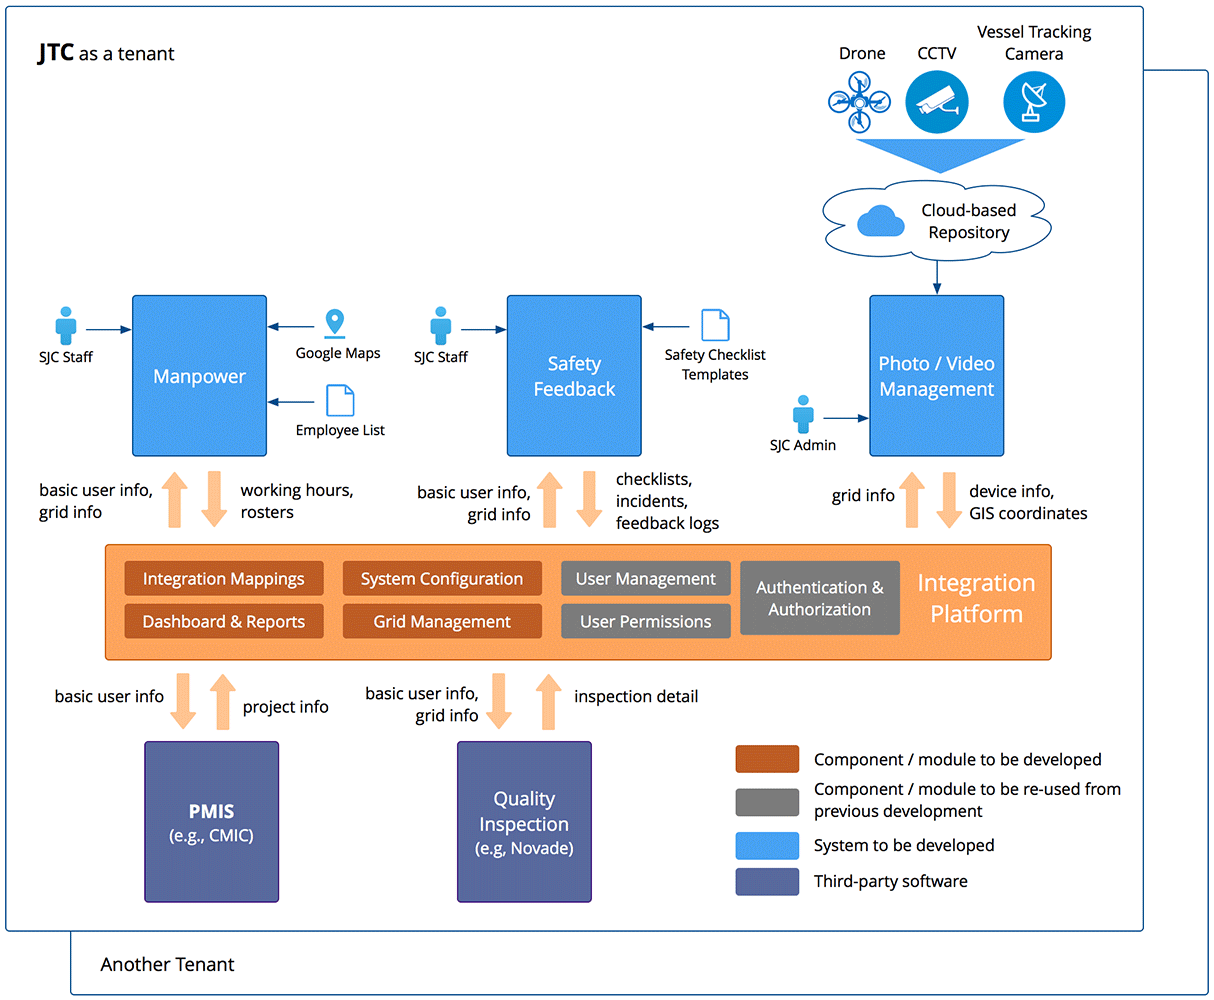 JTC as a tenant
Drone
CCTV
Vessel Tracking
Camera
Cloud-based
Repository
SJC Staff
Manpower
Google Maps
Employee List
SJC Staff
Safety
Feedback
Safety Checklist
Templates
Photo / Video
Management
SJC Admin
basic user info,
grid info
working hours,
rosters
basic user info,
grid info
checklists,
incidents,
feedback logs
grid info
device info,
GIS coordinates
Integration Mappings
System Configuration
User Management
Authentication &
Authorization
Integration
Platform
Dashboard & Reports
Grid Management
User Permissions
basic user info
project info
basic user info,
grid info
inspection detail
PMIS
(e.g., CMIC)
Quality
Inspection
(e.g, Novade)
Component / module to be developed
Component / module to be re-used from
previous development
System to be developed
Third-party software
Another Tenant